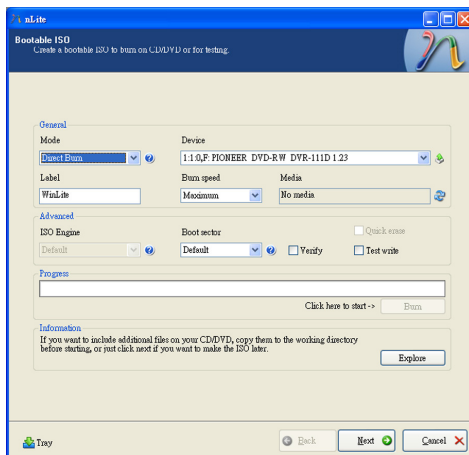 nLite
Bootable ISO
Create a bootable ISO to burn on CD/DVD or for testing.
General
Mode
Device
Direct Burn
1:1:0,F: PIONEER DVD-RW DVR-111D 1.23
Label
Burn speed
Media
WinLite
Maximum
No media
Advanced
ISO Engine
Boot sector
Quick erase
Default
Default
Verify
Test write
Progress
Click here to start ->
Burn
Information
If you want to include additional files on your CD/DVD, copy them to the working directory
before starting, or just click next if you want to make the ISO later.
Explore
Tray
Back
Next
Cancel